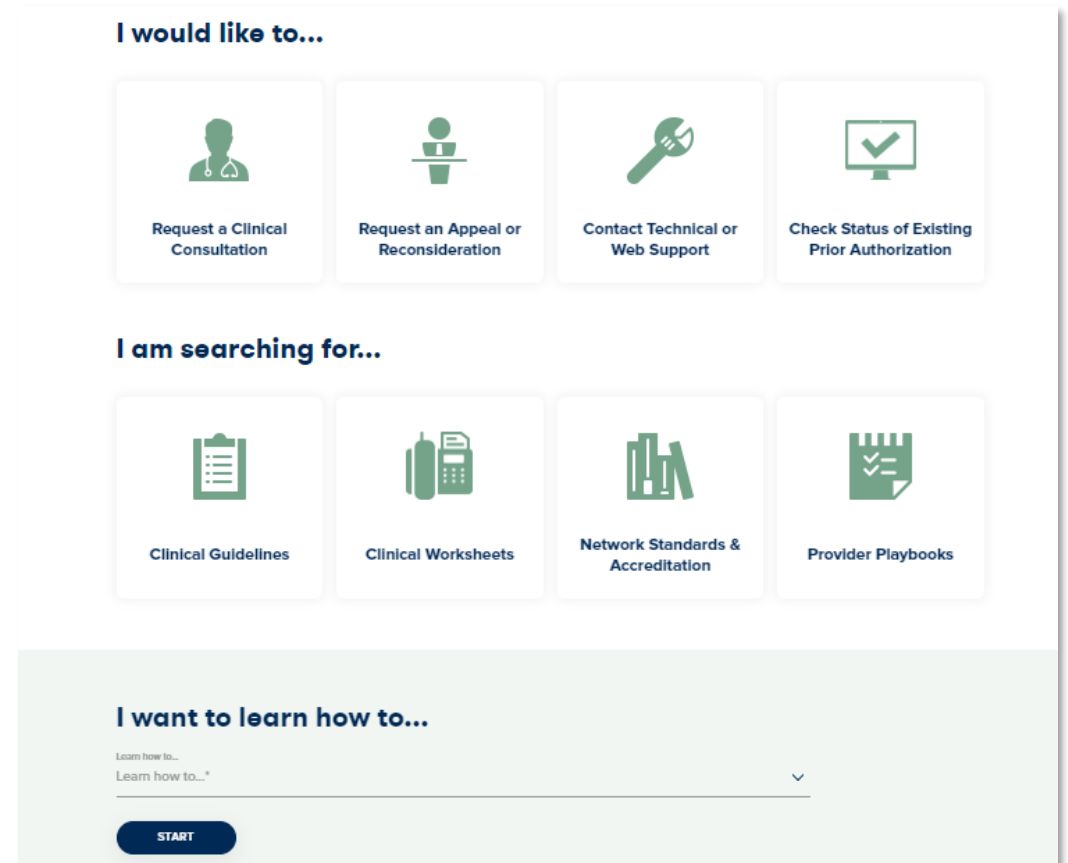 I would like to...
Request a Clinical
Consultation
Request an Appeal or
Reconsideration
Contact Technical or
Web Support
Check Status of Existing
Prior Authorization
I am searching for...
Clinical Guidelines
Clinical Worksheets
Network Standards &
Accreditation
Provider Playbooks
I want to learn how to...
Learn how to...
Learn how to...*
START